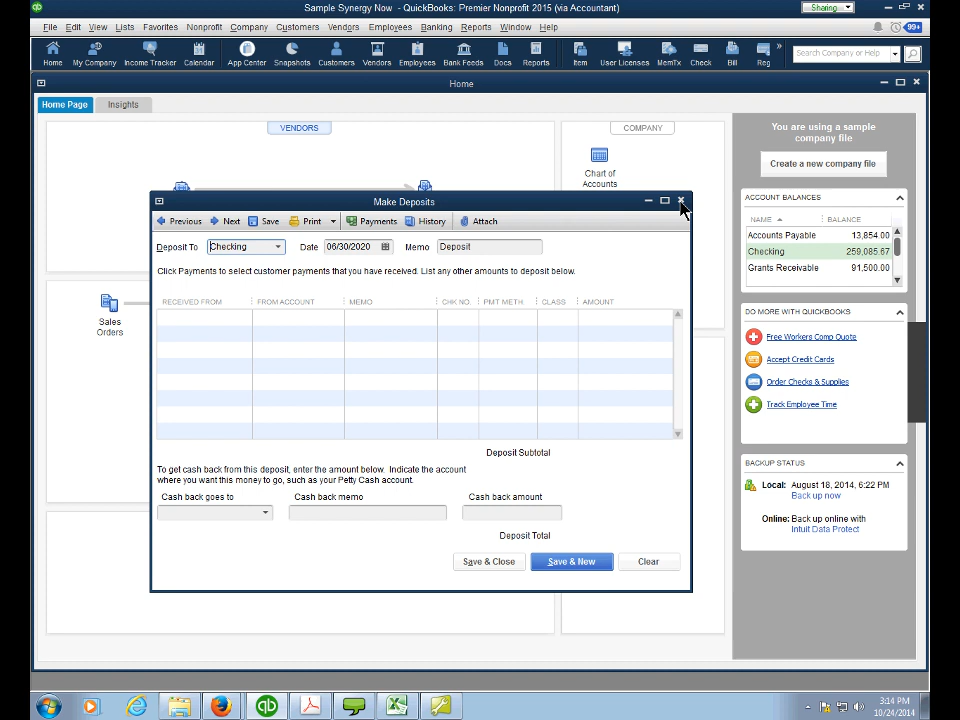 Sample Synergy Now - QuickBooks: Premier Nonprofit 2015 (via Accountant)
Sharing
File Edit View Lists Favorites Nonprofit Company Customers Vendors Employees Banking Reports Window Help
99+
Home My Company Income Tracker Calendar App Center Snapshots Customers Vendors Employees Bank Feeds Docs Reports Item User Licenses MemTx Check Bill Reg »
Search Company or Help
Home
Home Page Insights
VENDORS
COMPANY
Chart of
Accounts
Sales
Orders
You are using a sample
company file
Create a new company file
ACCOUNT BALANCES
NAME BALANCE
Accounts Payable 13,854.00
Checking 259,085.67
Grants Receivable 91,500.00
DO MORE WITH QUICKBOOKS
Free Workers Comp Quote
Accept Credit Cards
Order Checks & Supplies
Track Employee Time
BACKUP STATUS
Local: August 18, 2014, 6:22 PM
Back up now
Online: Back up online with
Intuit Data Protect
Make Deposits
Previous Next Save Print Payments History Attach
Deposit To Checking Date 06/30/2020 Memo Deposit
Click Payments to select customer payments that you have received. List any other amounts to deposit below.
RECEIVED FROM FROM ACCOUNT MEMO CHK NO. PMT METH. CLASS AMOUNT
Deposit Subtotal
To get cash back from this deposit, enter the amount below. Indicate the account
where you want this money to go, such as your Petty Cash account.
Cash back goes to Cash back memo Cash back amount
Deposit Total
Save & Close Save & New Clear
qb
3:14 PM
10/24/2014